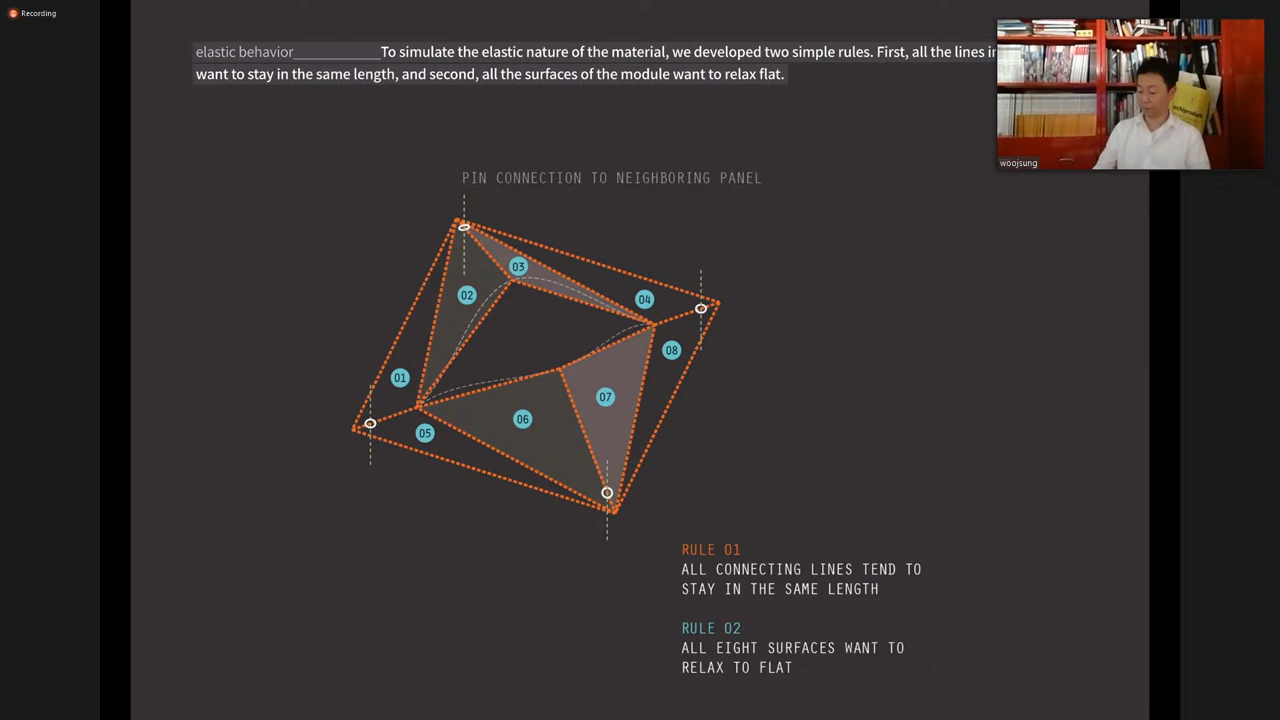 Recording
elastic behavior To simulate the elastic nature of the material, we developed two simple rules. First, all the lines
want to stay in the same length, and second, all the surfaces of the module want to relax flat.
woojsung
PIN CONNECTION TO NEIGHBORING PANEL
03
02
04
08
01
07
06
05
RULE 01
ALL CONNECTING LINES TEND TO
STAY IN THE SAME LENGTH
RULE 02
ALL EIGHT SURFACES WANT TO
RELAX TO FLAT